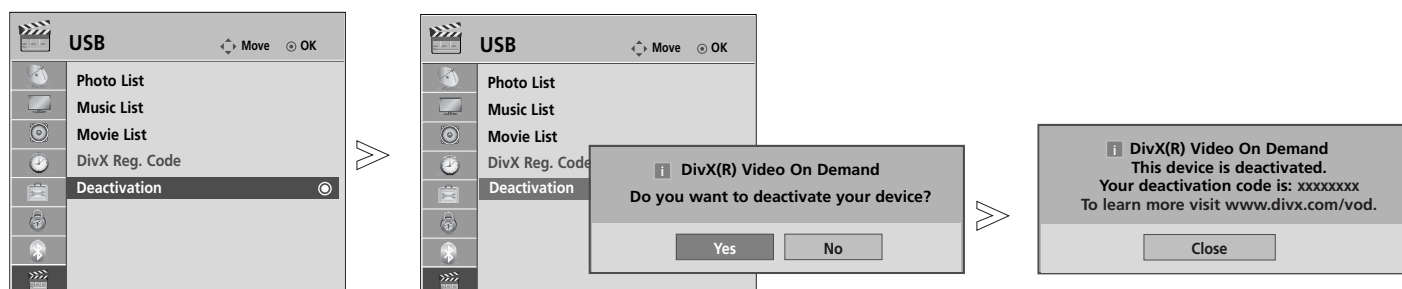 USB
Move
OK
Photo List
Music List
Movie List
DivX Reg. Code
Deactivation
USB
Move
OK
Photo List
Music List
Movie List
DivX Reg. Code
Deactivation
i DivX(R) Video On Demand
Do you want to deactivate your device?
Yes
No
i DivX(R) Video On Demand
This device is deactivated.
Your deactivation code is: xxxxxxxx
To learn more visit www.divx.com/vod.
Close